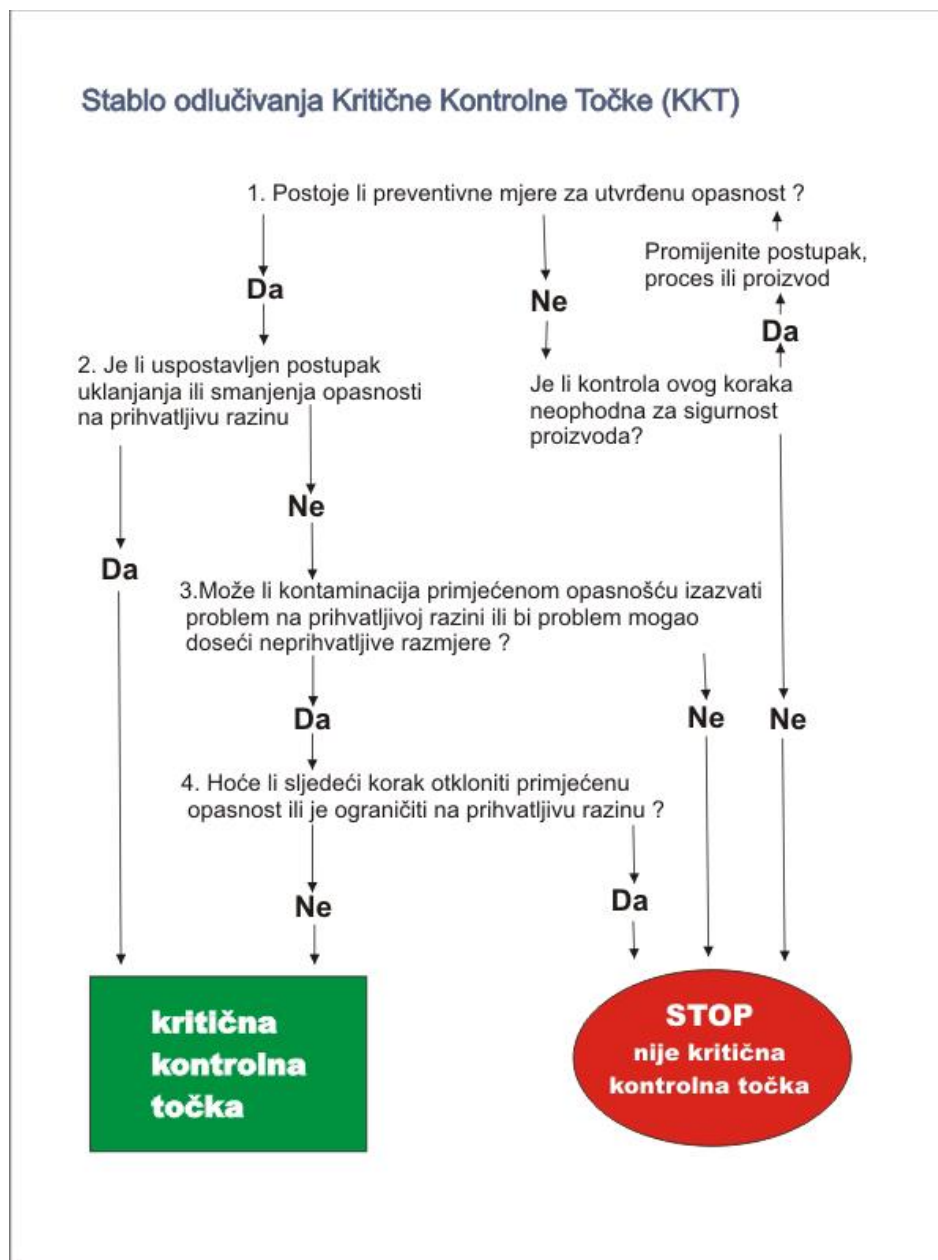 Stablo odlučivanja Kritične Kontrolne Točke (KKT)
1. Postoje li preventivne mjere za utvrđenu opasnost ?
Promijenite postupak,
proces ili proizvod
Da
Ne
Da
2. Je li uspostavljen postupak
uklanjanja ili smanjenja opasnosti
na prihvatljivu razinu
Je li kontrola ovog koraka
neophodna za sigurnost
proizvoda?
Ne
Da
3.Može li kontaminacija primjećenom opasnošću izazvati
problem na prihvatljivoj razini ili bi problem mogao
doseći neprihvatljive razmjere ?
Da
Ne
Ne
4. Hoće li sljedeći korak otkloniti primjećenu
opasnost ili je ograničiti na prihvatljivu razinu ?
Ne
Da
kritična
kontrolna
točka
STOP
nije kritična
kontrolna točka